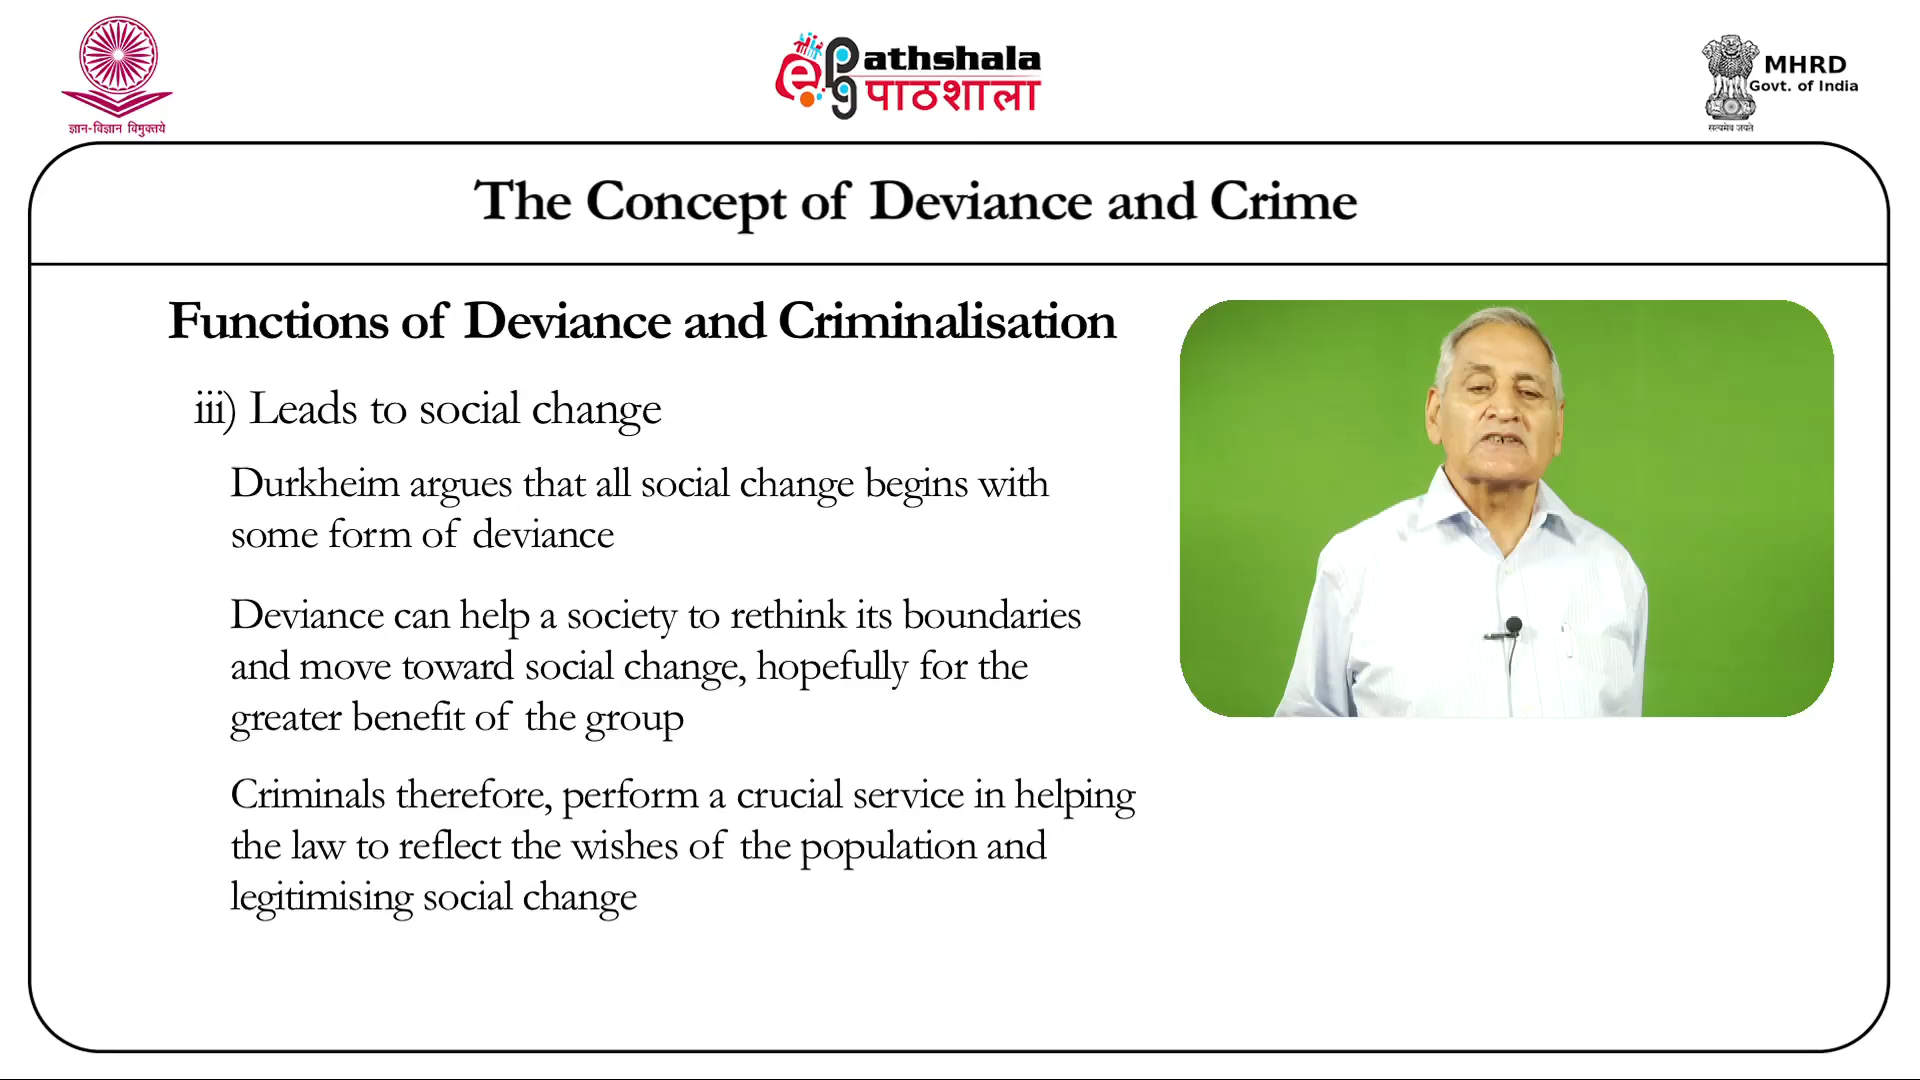 ज्ञान-विज्ञान विमुक्तये
ePG Pathshala
पाठशाला
MHRD
Govt. of India
सत्यमेव जयते
The Concept of Deviance and Crime
Functions of Deviance and Criminalisation
iii) Leads to social change
Durkheim argues that all social change begins with
some form of deviance
Deviance can help a society to rethink its boundaries
and move toward social change, hopefully for the
greater benefit of the group
Criminals therefore, perform a crucial service in helping
the law to reflect the wishes of the population and
legitimising social change